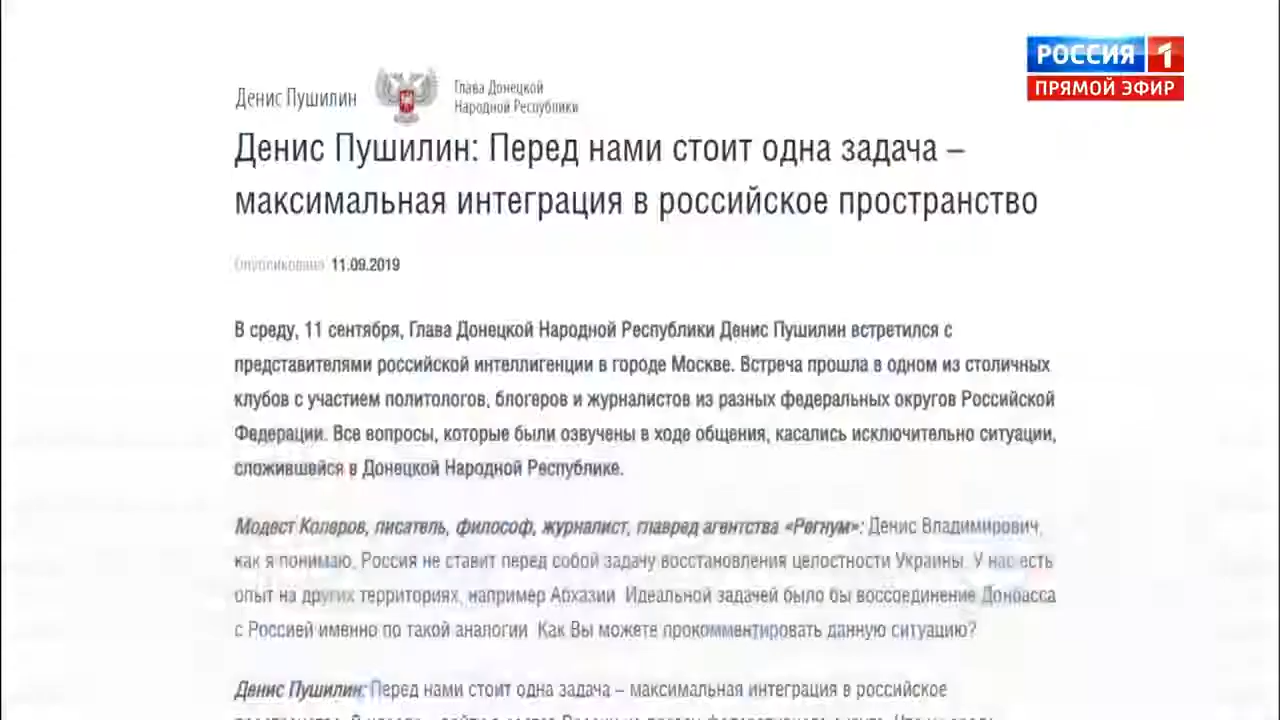 РОССИЯ 1
ПРЯМОЙ ЭФИР
Денис Пушилин
Глава Донецкой
Народной Республики
Денис Пушилин: Перед нами стоит одна задача –
максимальная интеграция в российское пространство
Опубликовано 11.09.2019
В среду, 11 сентября, Глава Донецкой Народной Республики Денис Пушилин встретился с
представителями российской интеллигенции в городе Москве. Встреча прошла в одном из столичных
клубов с участием политологов, блогеров и журналистов из разных федеральных округов Российской
Федерации. Все вопросы, которые были озвучены в ходе общения, касались исключительно ситуации,
сложившейся в Донецкой Народной Республике.
Модест Колеров, писатель, философ, журналист, главред агентства «Регнум»: Денис Владимирович,
как я понимаю, Россия не ставит перед собой задачу восстановления целостности Украины. У нас есть
опыт на других территориях, например Абхазии. Идеальной задачей было бы воссоединение Донбасса
с Россией именно по такой аналогии. Как Вы можете прокомментировать данную ситуацию?
Денис Пушилин: Перед нами стоит одна задача – максимальная интеграция в российское